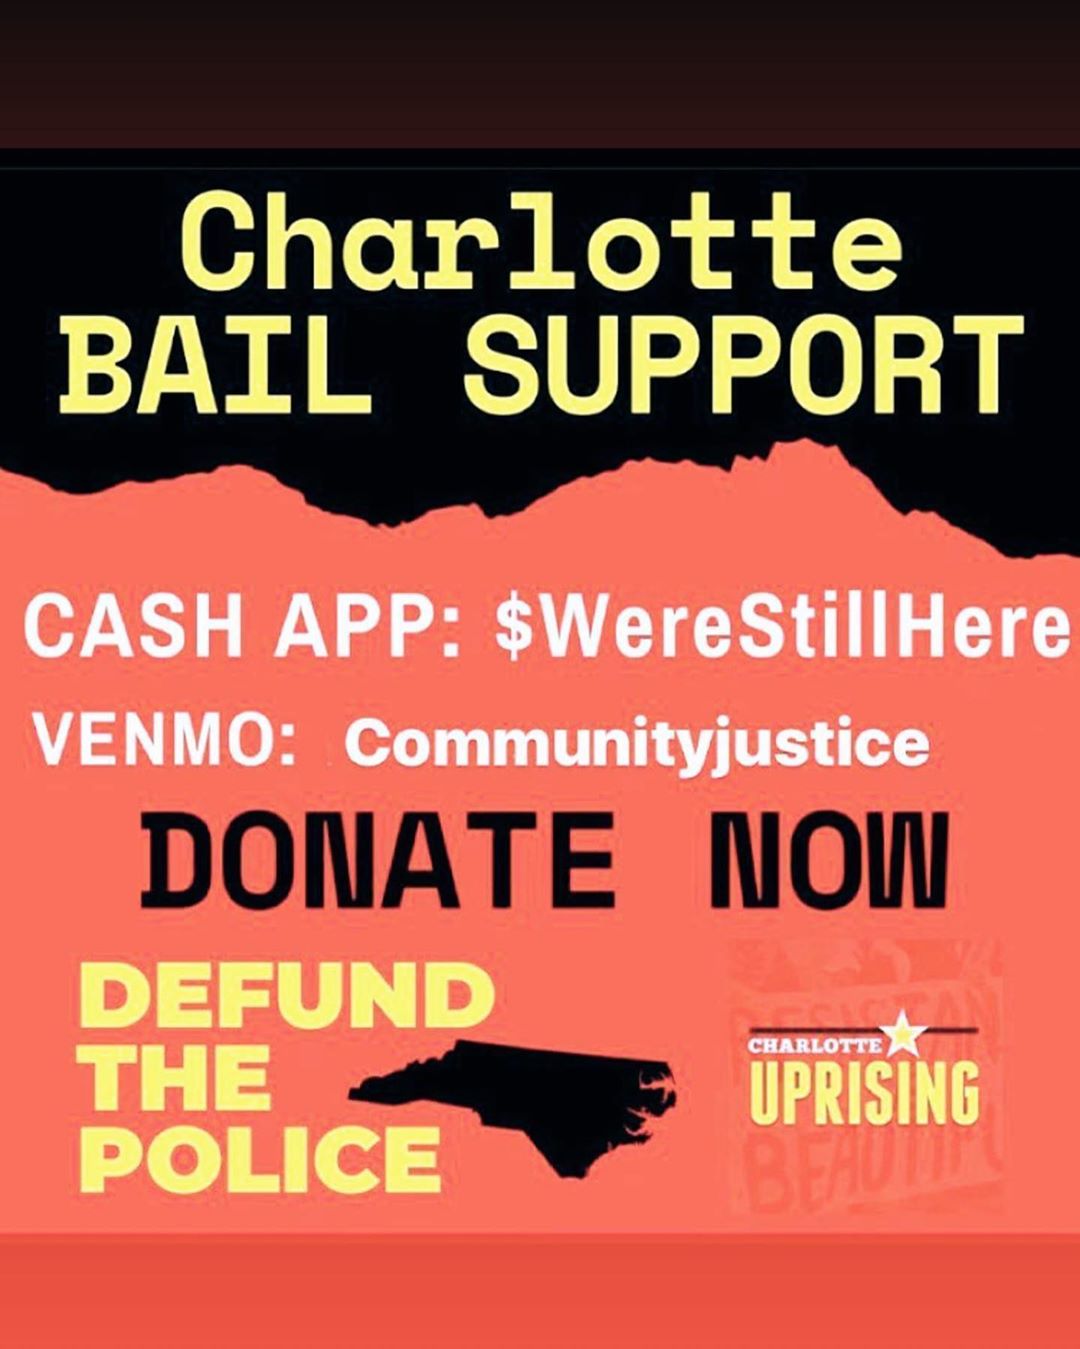 Charlotte
BAIL SUPPORT
CASH APP: $WereStillHere
VENMO: Communityjustice
DONATE NOW
DEFUND
THE
POLICE
CHARLOTTE
UPRISING